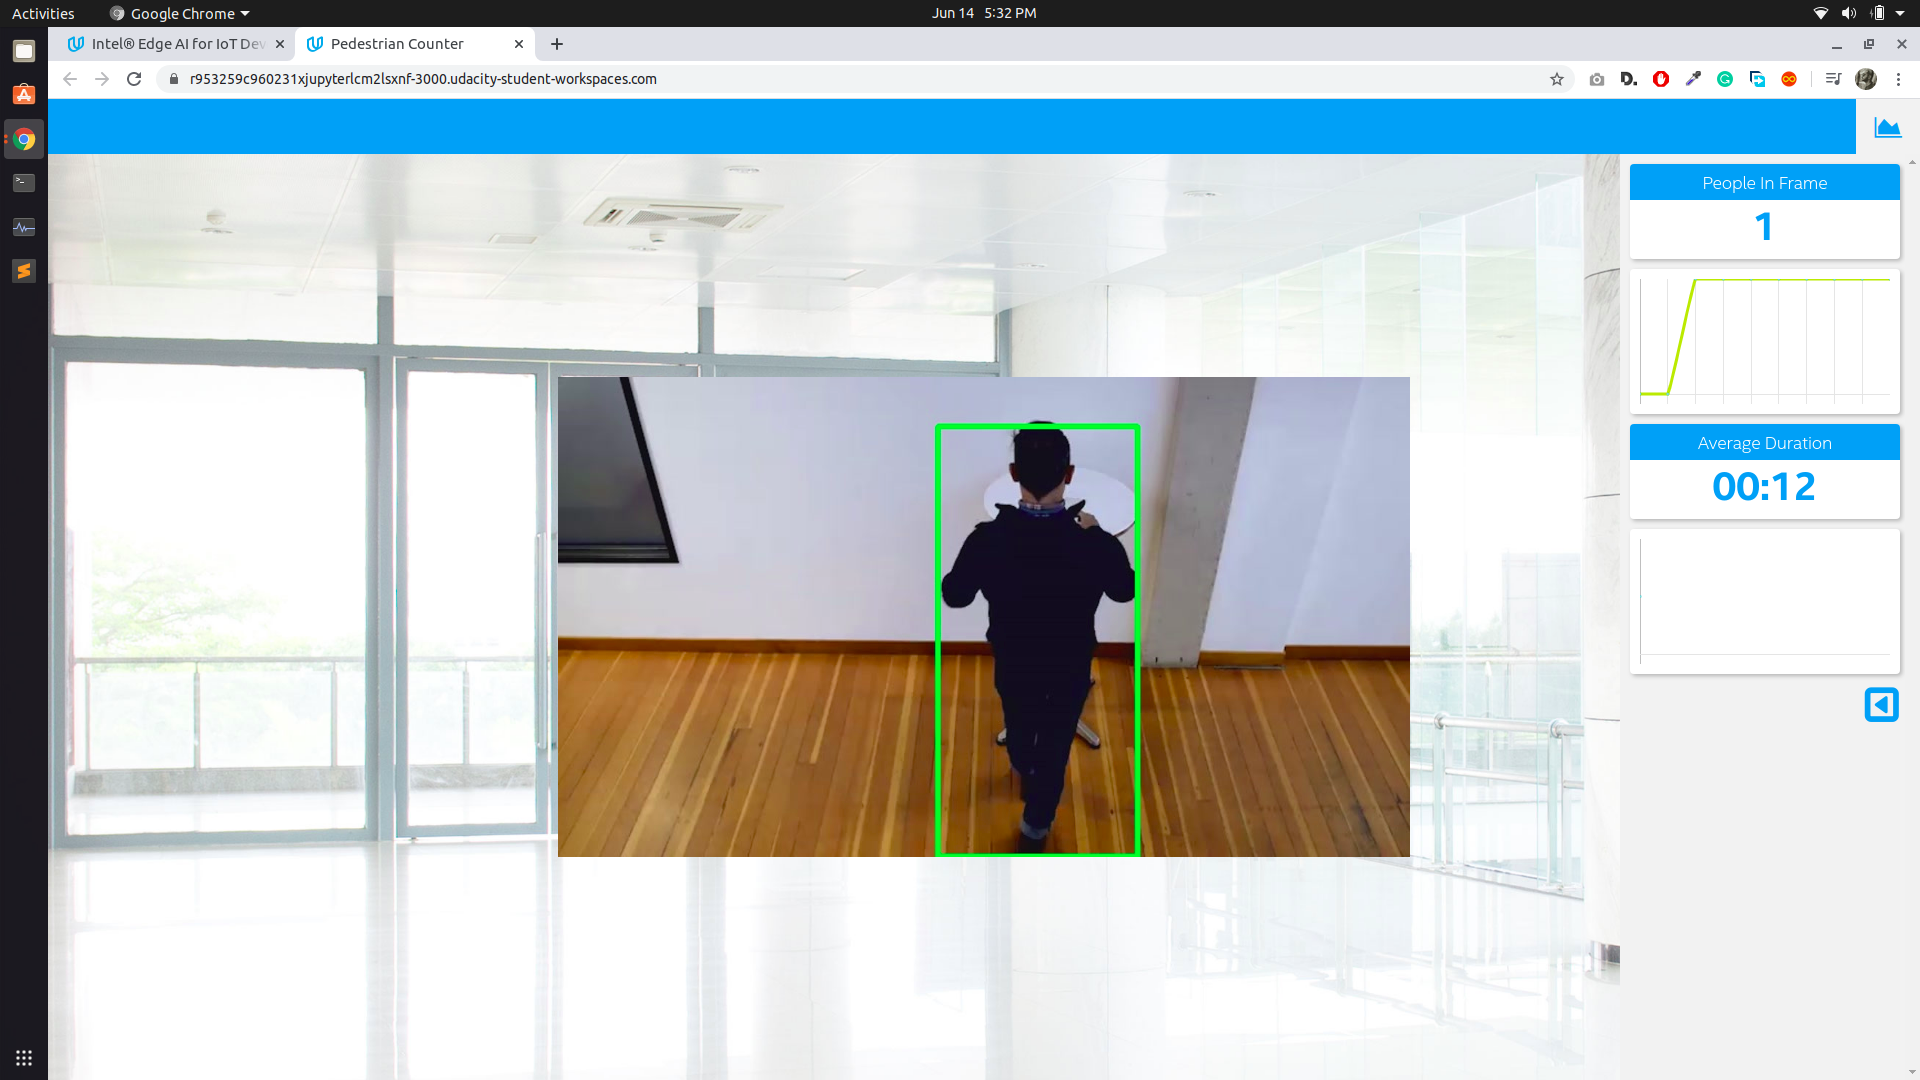 Activities
Google Chrome
Jun 14 5:32 PM
Intel® Edge AI for IoT Dev
Pedestrian Counter
r953259c960231xjupyterlcm2lsxnf-3000.udacity-student-workspaces.com
D.
People In Frame
1
Average Duration
00:12